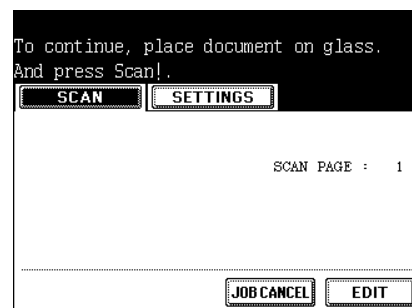 To continue, place document on glass.
And press Scan!.
SCAN SETTINGS
SCAN PAGE : 1
JOB CANCEL EDIT